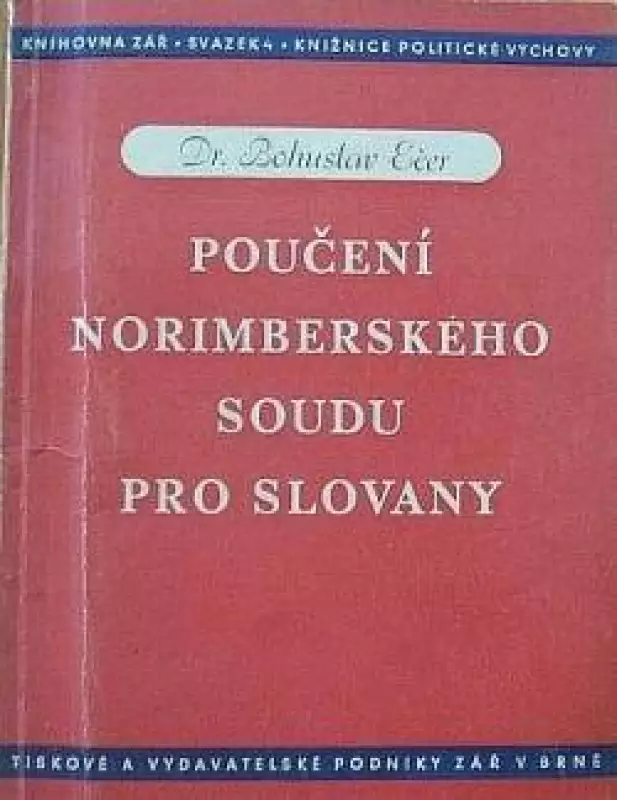 KNIHOVNA ZÁŘ • SVAZEK 4 • KNIŽNICE POLITICKÉ VÝCHOVY
Dr. Bohuslav Ečer
POUČENÍ
NORIMBERSKÉHO
SOUDU
PRO SLOVANY
TISKOVÉ A VYDAVATELSKÉ PODNIKY ZÁŘ V BRNĚ